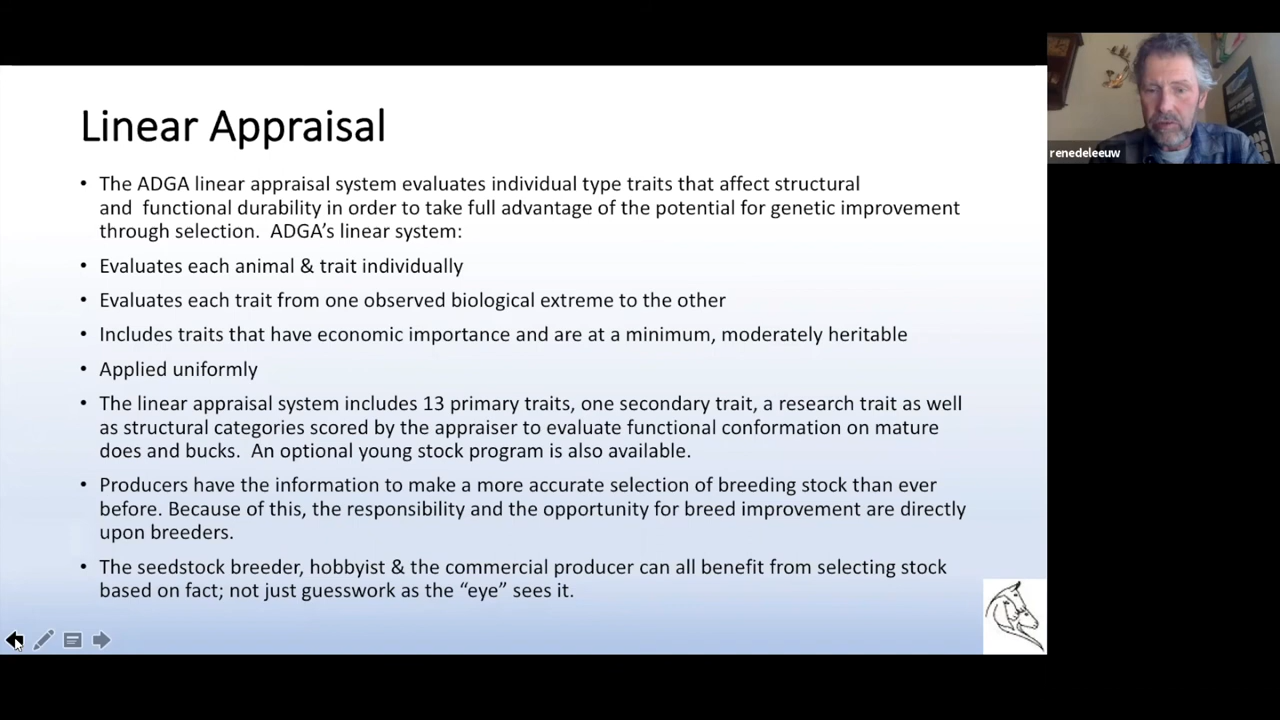 Linear Appraisal
• The ADGA linear appraisal system evaluates individual type traits that affect structural
and  functional durability in order to take full advantage of the potential for genetic improvement
through selection.  ADGA’s linear system:
• Evaluates each animal & trait individually
• Evaluates each trait from one observed biological extreme to the other
• Includes traits that have economic importance and are at a minimum, moderately heritable
• Applied uniformly
• The linear appraisal system includes 13 primary traits, one secondary trait, a research trait as well
as structural categories scored by the appraiser to evaluate functional conformation on mature
does and bucks.  An optional young stock program is also available.
• Producers have the information to make a more accurate selection of breeding stock than ever
before. Because of this, the responsibility and the opportunity for breed improvement are directly
upon breeders.
• The seedstock breeder, hobbyist & the commercial producer can all benefit from selecting stock
based on fact; not just guesswork as the “eye” sees it.
renedeleeuw